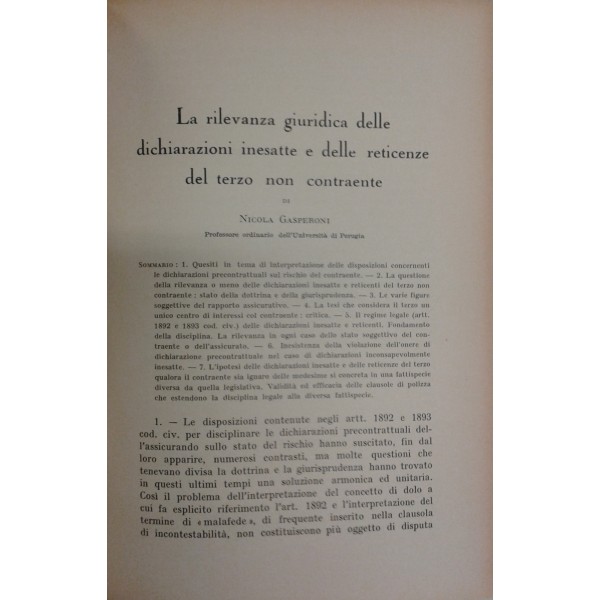 La rilevanza giuridica delle
dichiarazioni inesatte e delle reticenze
del terzo non contraente
DI
NICOLA GASPERONI
Professore ordinario dell'Università di Perugia
SOMMARIO: 1. Quesiti in tema di interpretazione delle disposizioni concernenti
le dichiarazioni precontrattuali sul rischio del contraente. — 2. La questione
della rilevanza o meno delle dichiarazioni inesatte e reticenti del terzo non
contraente: stato della dottrina e della giurisprudenza. — 3. Le varie figure
soggettive del rapporto assicurativo. — 4. La tesi che considera il terzo un
unico centro di interessi col contraente: critica. — 5. Il regime legale (artt.
1892 e 1893 cod. civ.) delle dichiarazioni inesatte e reticenti. Fondamento
della disciplina. La rilevanza in ogni caso dello stato soggettivo del con-
traente o dell'assicurato. — 6. Inesistenza della violazione dell'onere di
dichiarazione precontrattuale nel caso di dichiarazioni inconsapevolmente
inesatte. — 7. L'ipotesi delle dichiarazioni inesatte e delle reticenze del terzo
qualora il contraente sia ignaro delle medesime si concreta in una fattispecie
diversa da quella legislativa. Validità ed efficacia delle clausole di polizza
che estendono la disciplina legale alla diversa fattispecie.
1. — Le disposizioni contenute negli artt. 1892 e 1893
cod. civ. per disciplinare le dichiarazioni precontrattuali del-
l'assicurando sullo stato del rischio hanno suscitato, fin dal
loro apparire, numerosi contrasti, ma molte questioni che
tenevano divisa la dottrina e la giurisprudenza hanno trovato
in questi ultimi tempi una soluzione armonica ed unitaria.
Così il problema dell'interpretazione del concetto di dolo a
cui fa esplicito riferimento l'art. 1892 e l'interpretazione del
termine di «malafede», di frequente inserito nella clausola
di incontestabilità, non costituiscono più oggetto di disputa